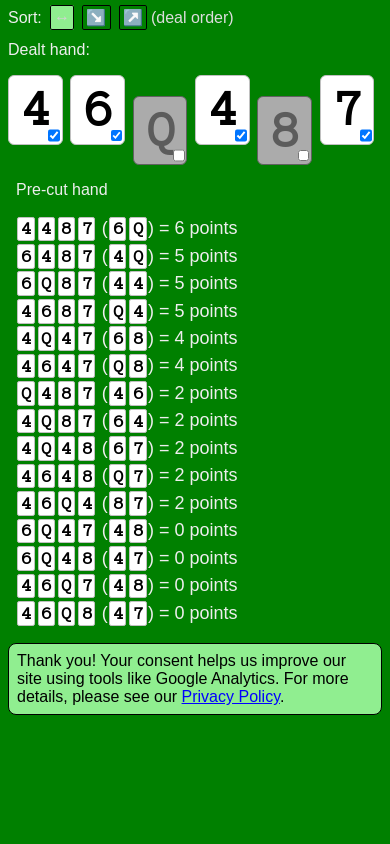 Sort: ↔️ ↘️ ↗️ (deal order)
Dealt hand:
4 6 Q 4 8 7
Pre-cut hand
4 4 8 7 (6 Q) = 6 points
6 4 8 7 (4 Q) = 5 points
6 Q 8 7 (4 4) = 5 points
4 6 8 7 (Q 4) = 5 points
4 Q 4 7 (6 8) = 4 points
4 6 4 7 (Q 8) = 4 points
Q 4 8 7 (4 6) = 2 points
4 Q 8 7 (6 4) = 2 points
4 Q 4 8 (6 7) = 2 points
4 6 4 8 (Q 7) = 2 points
4 6 Q 4 (8 7) = 2 points
6 Q 4 7 (4 8) = 0 points
6 Q 4 8 (4 7) = 0 points
4 6 Q 7 (4 8) = 0 points
4 6 Q 8 (4 7) = 0 points
Thank you! Your consent helps us improve our
site using tools like Google Analytics. For more
details, please see our Privacy Policy.